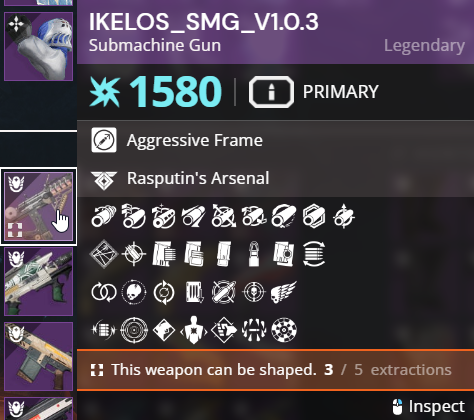 IKELOS_SMG_V1.0.3
Submachine Gun
Legendary
1580
PRIMARY
Aggressive Frame
Rasputin's Arsenal
This weapon can be shaped. 3 / 5 extractions
Inspect